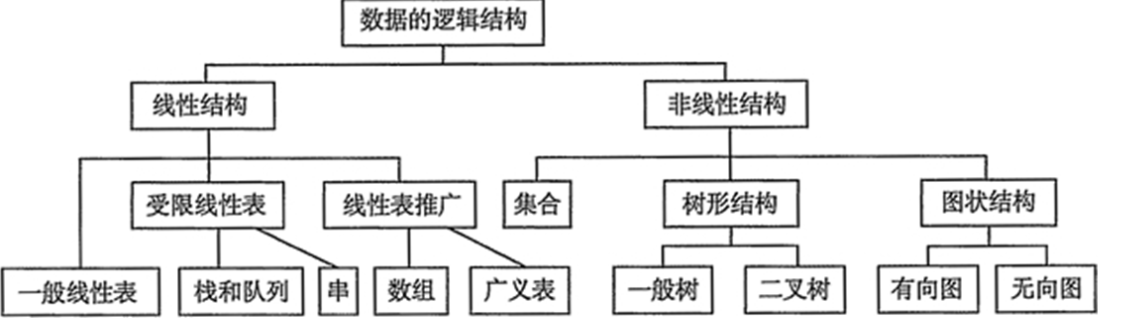 数据的逻辑结构
线性结构
非线性结构
受限线性表
线性表推广
集合
树形结构
图状结构
一般线性表
栈和队列
串
数组
广义表
一般树
二叉树
有向图
无向图